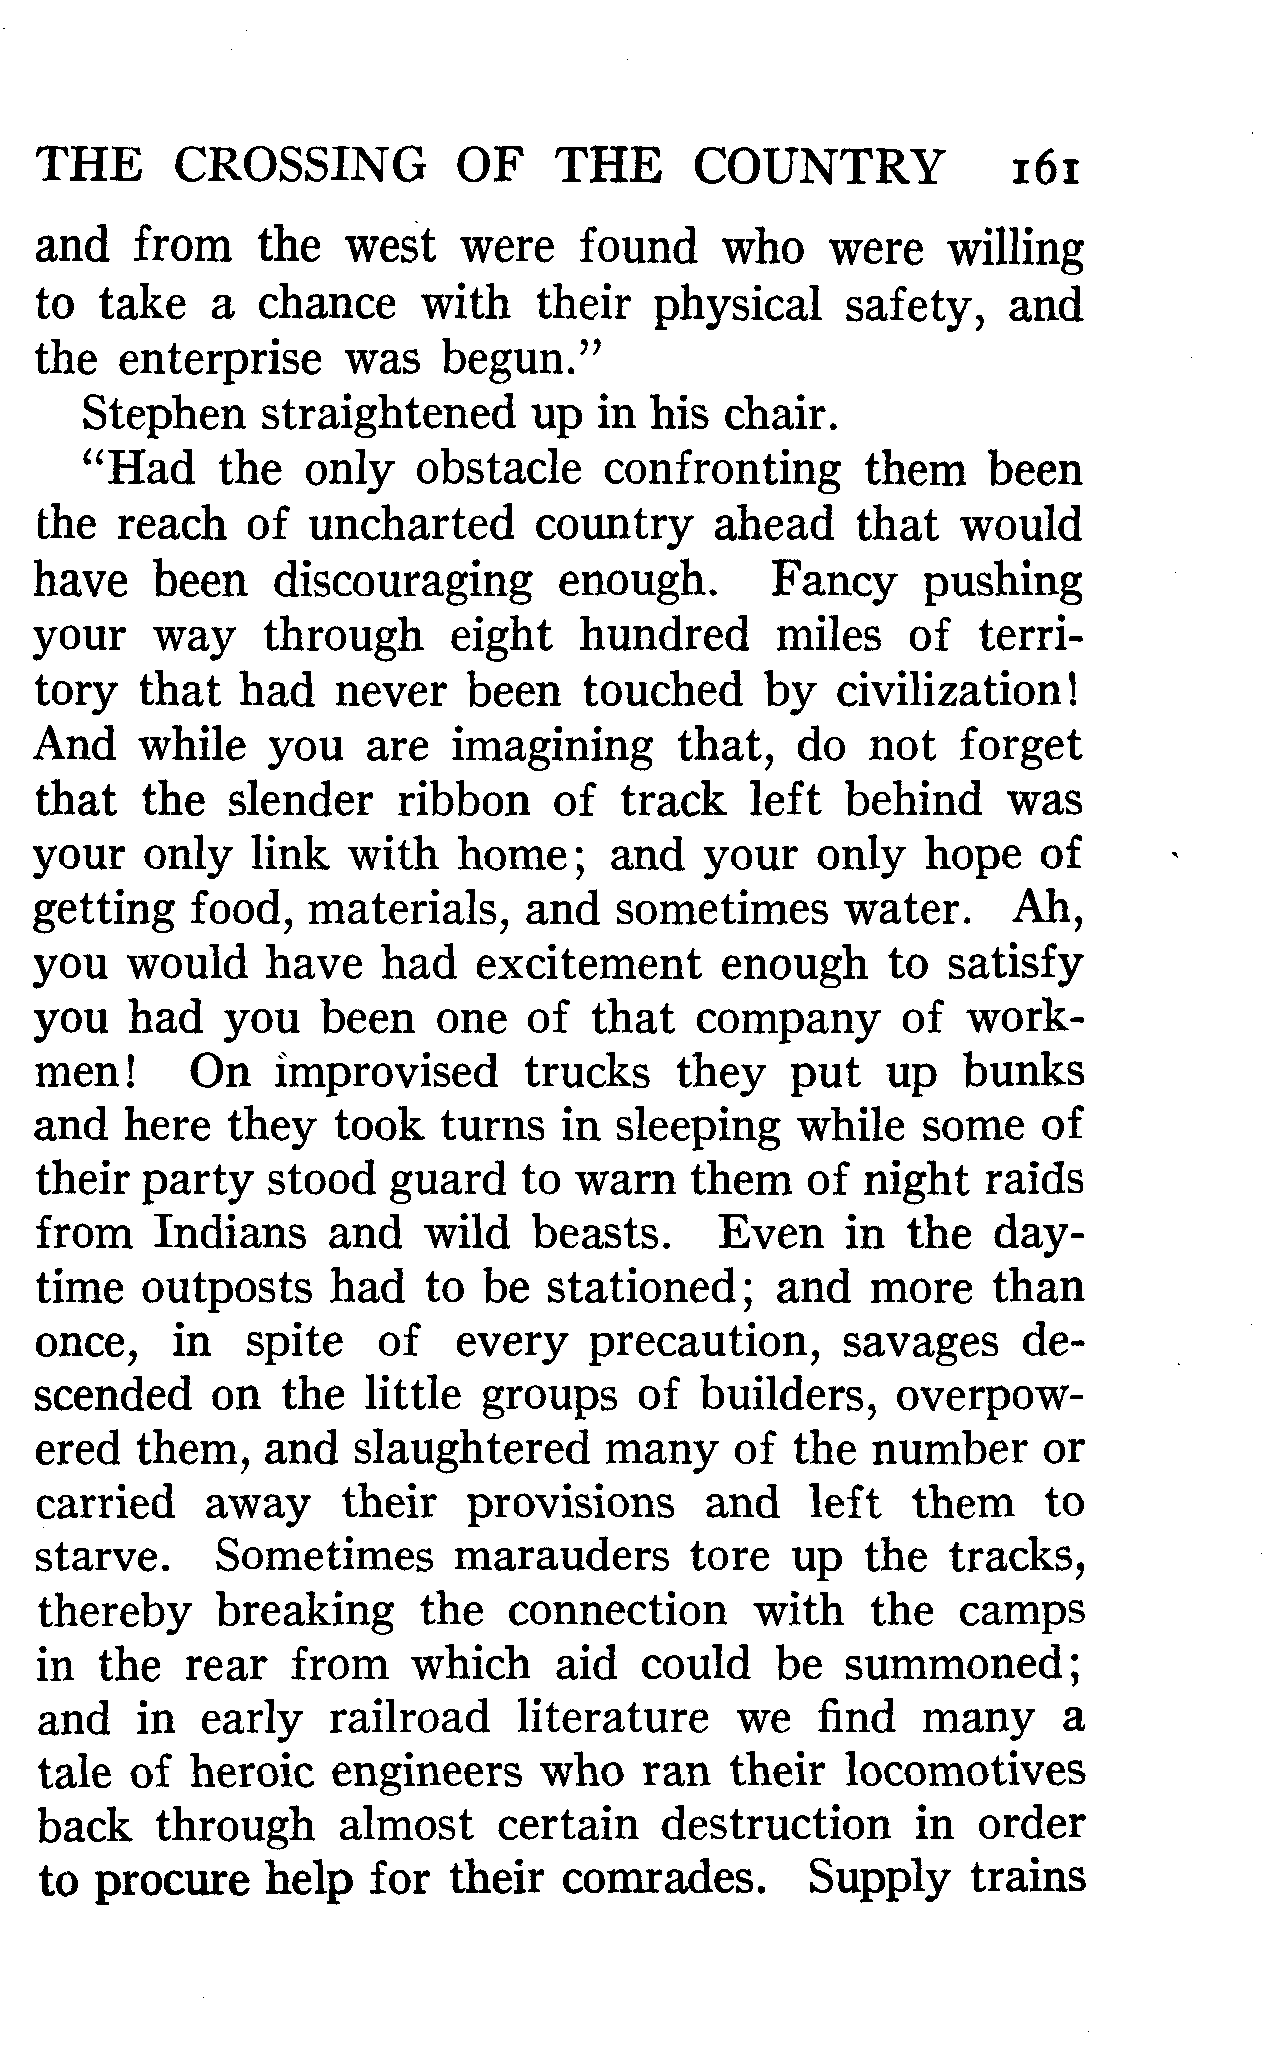 THE CROSSING OF THE COUNTRY 161
and from the west were found who were willing
to take a chance with their physical safety, and
the enterprise was begun.”
Stephen straightened up in his chair.
“Had the only obstacle confronting them been
the reach of uncharted country ahead that would
have been discouraging enough. Fancy pushing
your way through eight hundred miles of terri-
tory that had never been touched by civilization!
And while you are imagining that, do not forget
that the slender ribbon of track left behind was
your only link with home; and your only hope of
getting food, materials, and sometimes water. Ah,
you would have had excitement enough to satisfy
you had you been one of that company of work-
men! On improvised trucks they put up bunks
and here they took turns in sleeping while some of
their party stood guard to warn them of night raids
from Indians and wild beasts. Even in the day-
time outposts had to be stationed; and more than
once, in spite of every precaution, savages de-
scended on the little groups of builders, overpow-
ered them, and slaughtered many of the number or
carried away their provisions and left them to
starve. Sometimes marauders tore up the tracks,
thereby breaking the connection with the camps
in the rear from which aid could be summoned;
and in early railroad literature we find many a
tale of heroic engineers who ran their locomotives
back through almost certain destruction in order
to procure help for their comrades. Supply trains